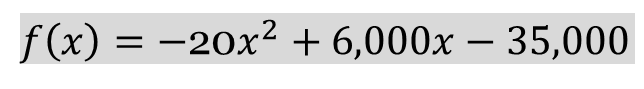 f(x) = −20x² + 6,000x − 35,000